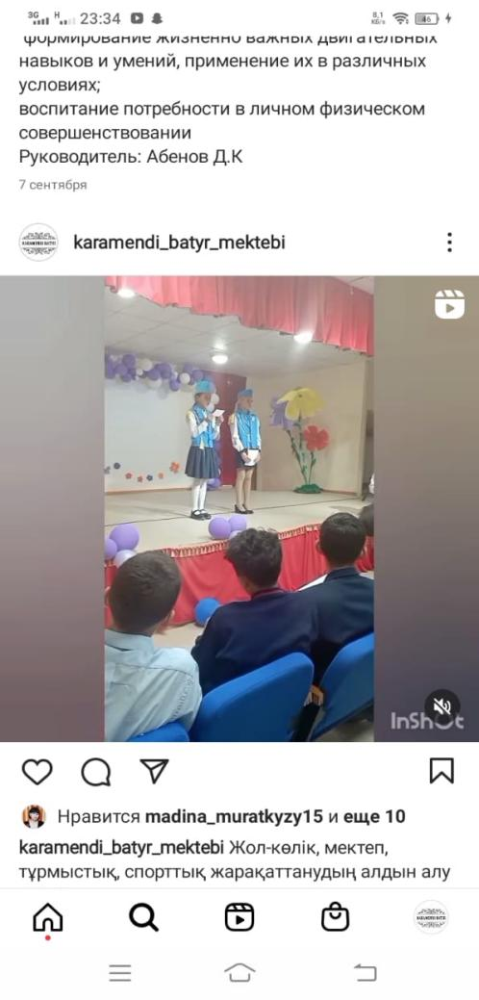 3G H 23:34 8,1 КБ/s 46
формирование жизненно важных двигательных
навыков и умений, применение их в различных
условиях;
воспитание потребности в личном физическом
совершенствовании
Руководитель: Абенов Д.К
7 сентября
karamendi_batyr_mektebi
InShot
Нравится madina_muratkyzy15 и еще 10
karamendi_batyr_mektebi Жол-көлік, мектеп,
тұрмыстық, спорттық жарақаттанудың алдын алу